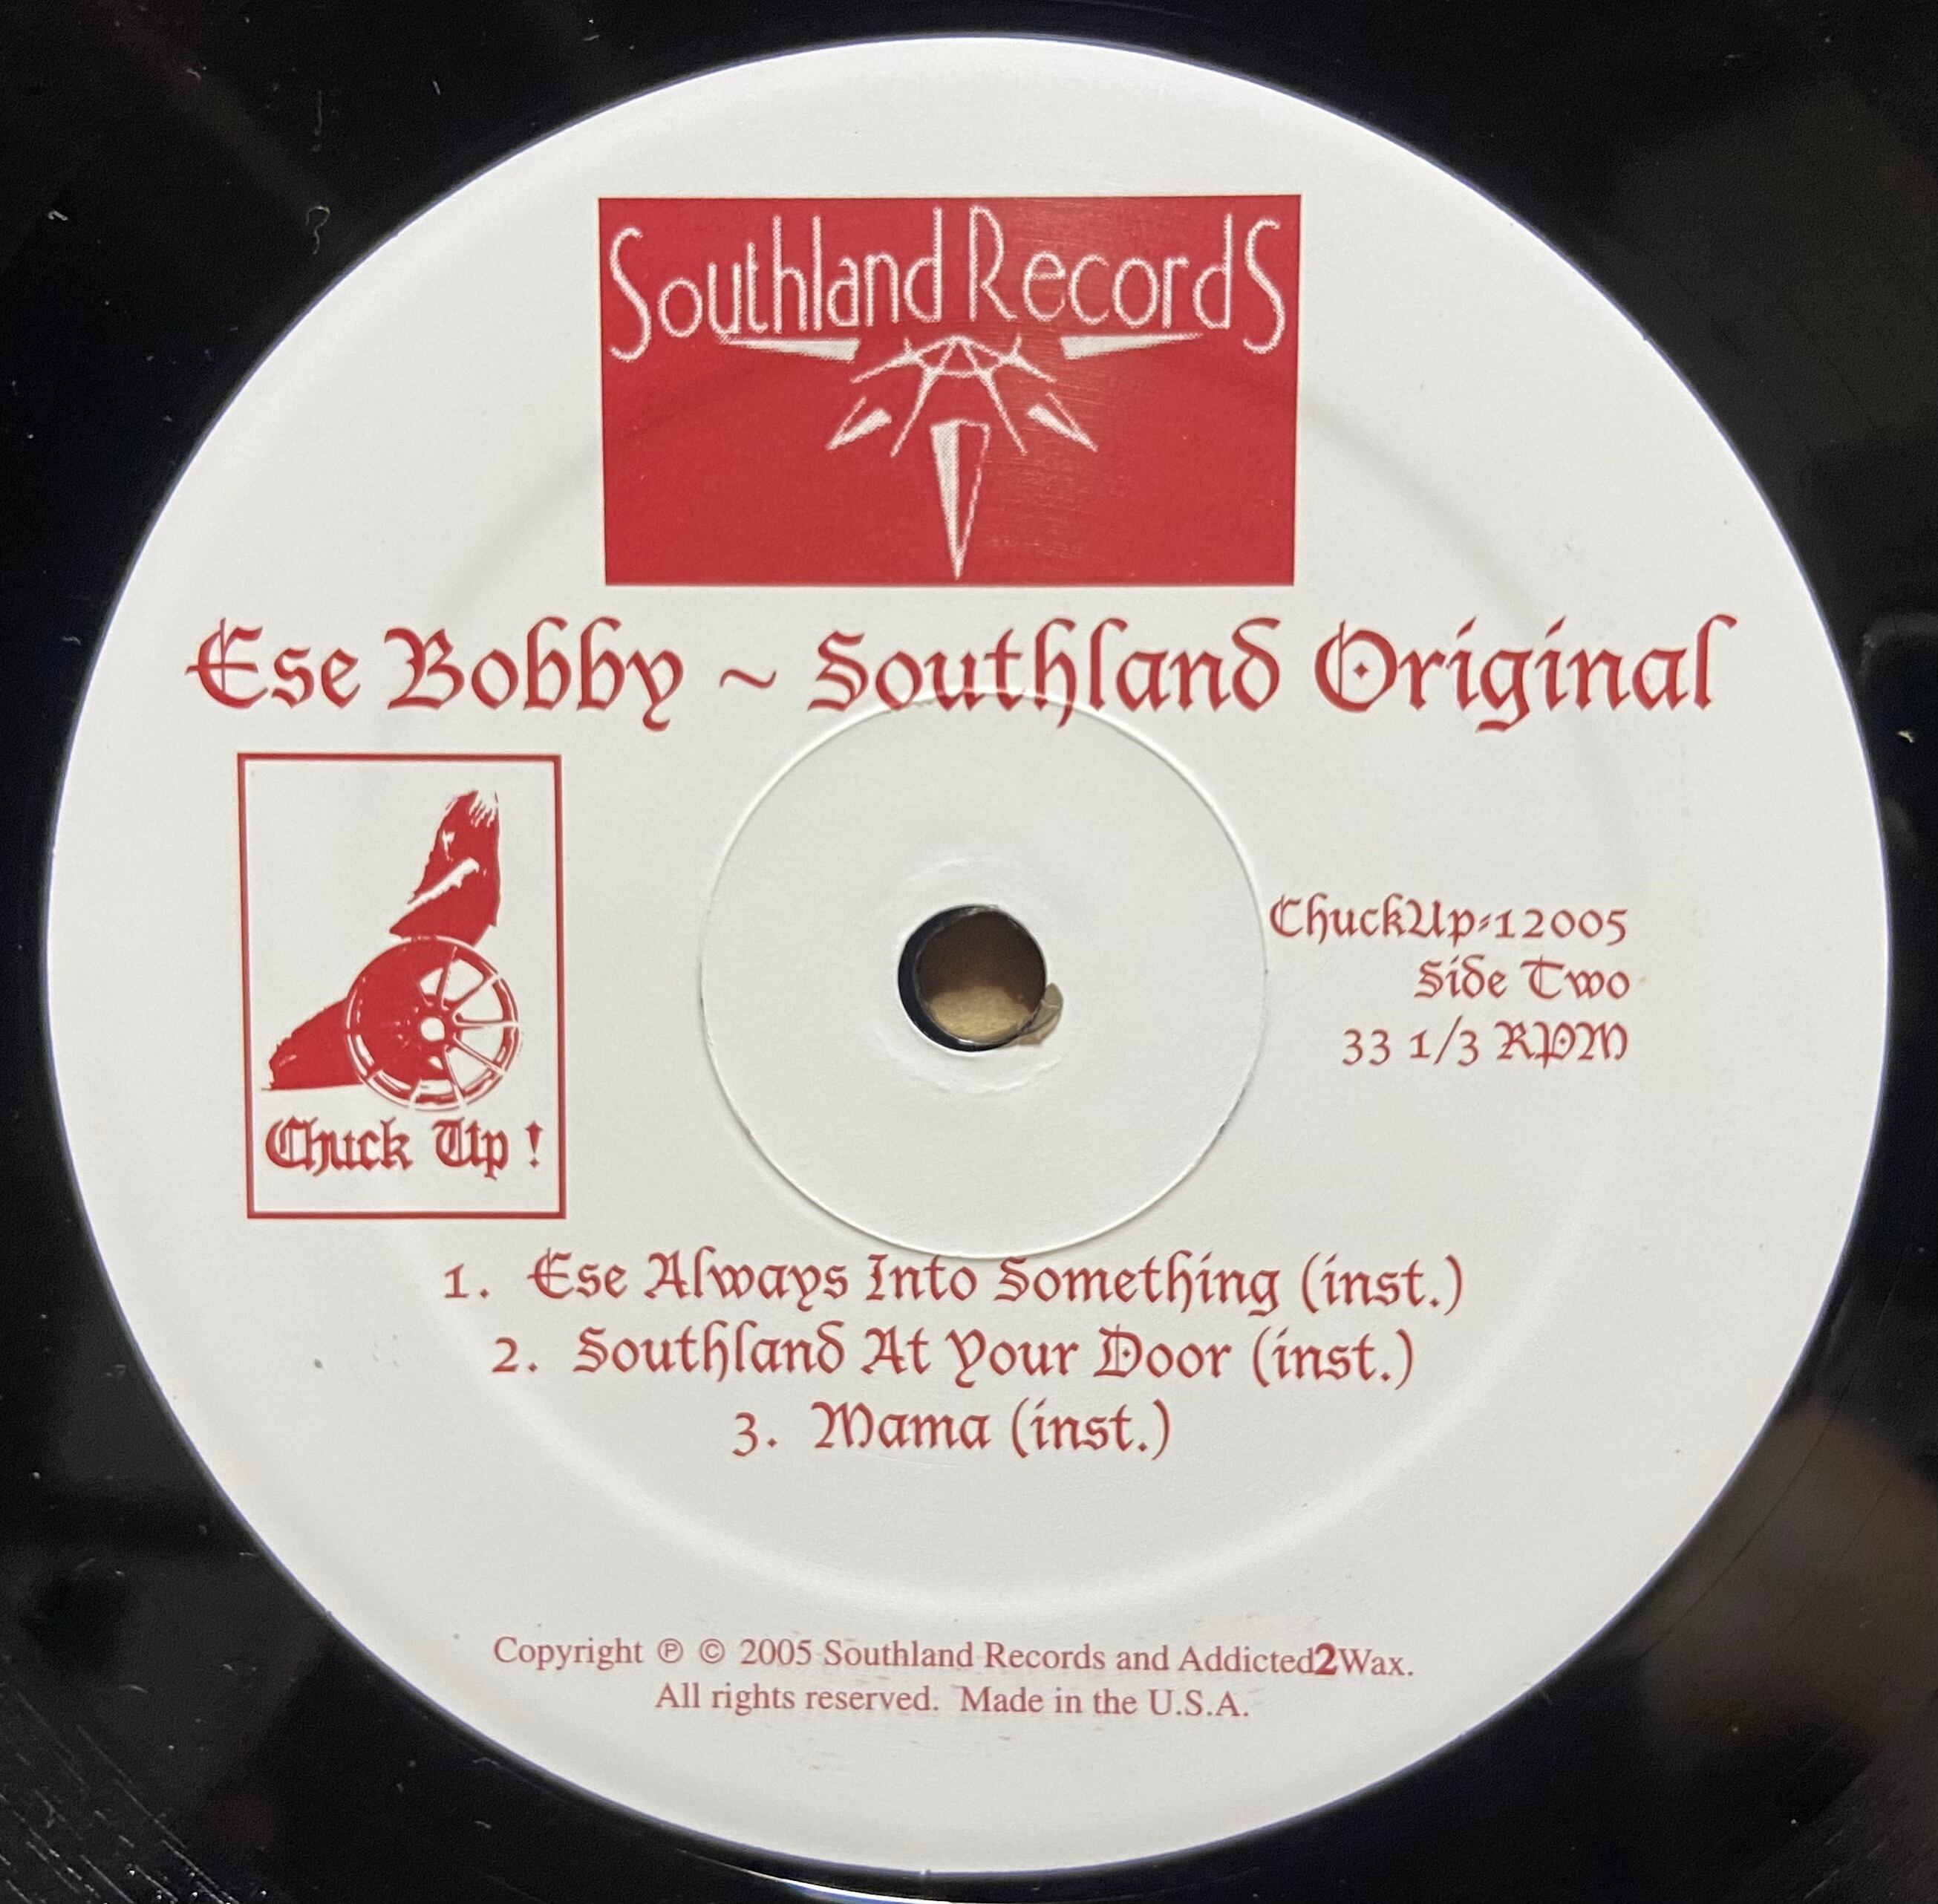 Southland Records
Ese Bobby ~ Southland Original
ChuckUp-12005
Side Two
33 1/3 RPM
Chuck Up !
1. Ese Always Into Something (inst.)
2. Southland At Your Door (inst.)
3. Mama (inst.)
Copyright ℗ © 2005 Southland Records and Addicted2Wax.
All rights reserved. Made in the U.S.A.